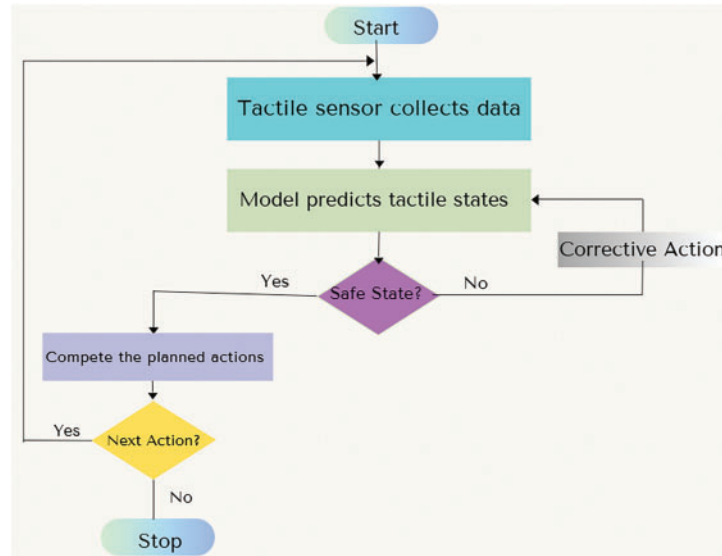 Start
Tactile sensor collects data
Model predicts tactile states
Corrective Action
Yes
Safe State?
No
Compete the planned actions
Yes
Next Action?
No
Stop